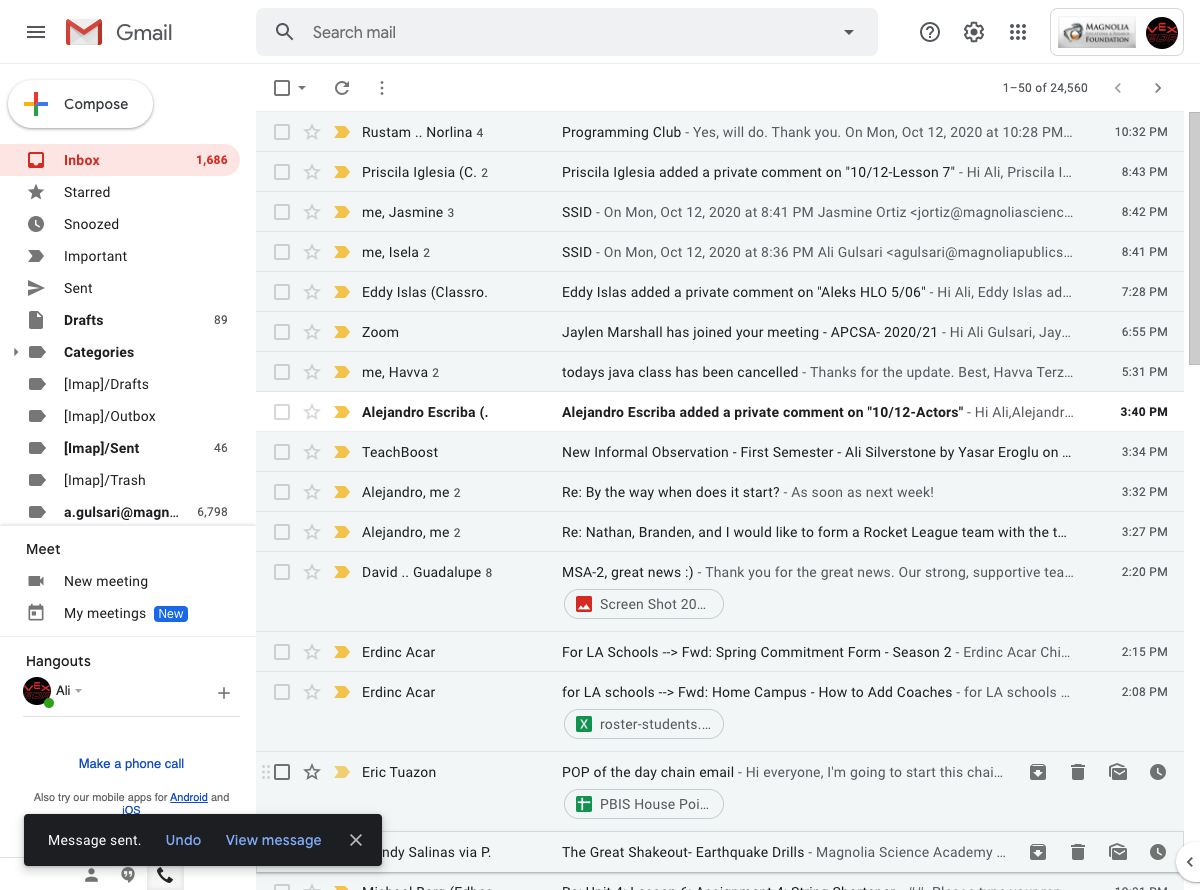 Gmail
Search mail
MAGNOLIA
FOUNDATION
Compose
1–50 of 24,560
Inbox 1,686
Starred
Snoozed
Important
Sent
Drafts 89
Categories
[Imap]/Drafts
[Imap]/Outbox
[Imap]/Sent 46
[Imap]/Trash
a.gulsari@magn... 6,798
Meet
New meeting
My meetings New
Hangouts
Ali
Make a phone call
Also try our mobile apps for Android and
iOS
Message sent. Undo View message
Rustam .. Norlina 4 Programming Club - Yes, will do. Thank you. On Mon, Oct 12, 2020 at 10:28 PM… 10:32 PM
Priscila Iglesia (C. 2 Priscila Iglesia added a private comment on "10/12-Lesson 7" - Hi Ali, Priscila I… 8:43 PM
me, Jasmine 3 SSID - On Mon, Oct 12, 2020 at 8:41 PM Jasmine Ortiz <jortiz@magnoliascienc… 8:42 PM
me, Isela 2 SSID - On Mon, Oct 12, 2020 at 8:36 PM Ali Gulsari <agulsari@magnoliapublics… 8:41 PM
Eddy Islas (Classro. Eddy Islas added a private comment on "Aleks HLO 5/06" - Hi Ali, Eddy Islas ad… 7:28 PM
Zoom Jaylen Marshall has joined your meeting - APCSA- 2020/21 - Hi Ali Gulsari, Jay… 6:55 PM
me, Havva 2 todays java class has been cancelled - Thanks for the update. Best, Havva Terz… 5:31 PM
Alejandro Escriba (. Alejandro Escriba added a private comment on "10/12-Actors" - Hi Ali,Alejandr… 3:40 PM
TeachBoost New Informal Observation - First Semester - Ali Silverstone by Yasar Eroglu on … 3:34 PM
Alejandro, me 2 Re: By the way when does it start? - As soon as next week! 3:32 PM
Alejandro, me 2 Re: Nathan, Branden, and I would like to form a Rocket League team with the t… 3:27 PM
David .. Guadalupe 8 MSA-2, great news :) - Thank you for the great news. Our strong, supportive tea… 2:20 PM
Screen Shot 20…
Erdinc Acar For LA Schools --> Fwd: Spring Commitment Form - Season 2 - Erdinc Acar Chi… 2:15 PM
Erdinc Acar for LA schools --> Fwd: Home Campus - How to Add Coaches - for LA schools … 2:08 PM
X roster-students.…
Eric Tuazon POP of the day chain email - Hi everyone, I'm going to start this chai…
PBIS House Poi…
ndy Salinas via P. The Great Shakeout- Earthquake Drills - Magnolia Science Academy …